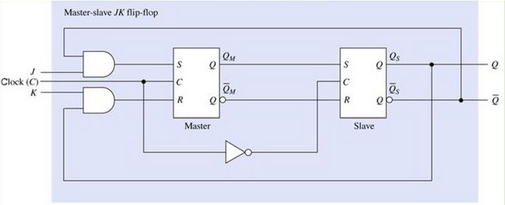 Master-slave JK flip-flop
J
Clock (C)
K
S
C
R
Q
Q
Q_M
Q̅_M
Master
S
C
R
Q
Q
Q_S
Q̅_S
Slave
Q
Q̅